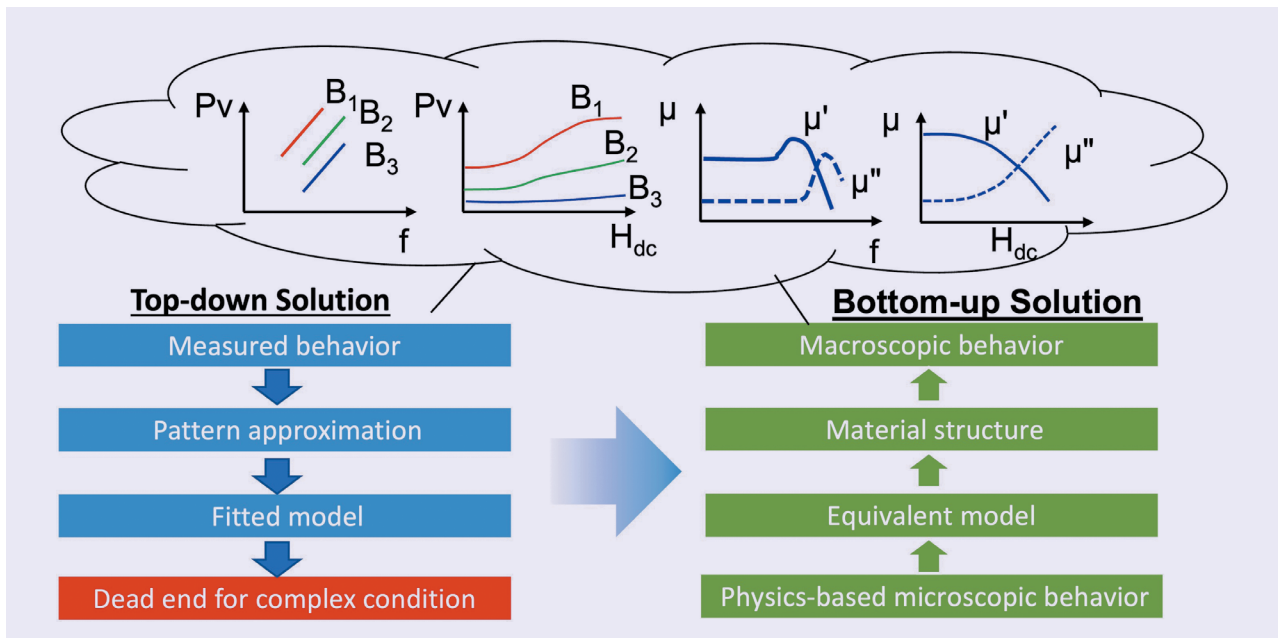 Pv
B1
B2
B3
f
Pv
B1
B2
B3
Hdc
μ
μ'
μ"
f
μ
μ'
μ"
Hdc
Top-down Solution
Measured behavior
Pattern approximation
Fitted model
Dead end for complex condition
Bottom-up Solution
Macroscopic behavior
Material structure
Equivalent model
Physics-based microscopic behavior